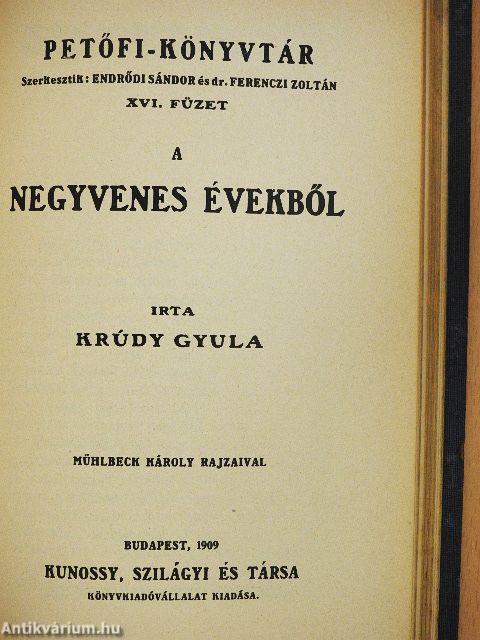 PETŐFI-KÖNYVTÁR
Szerkesztik: ENDRŐDI SÁNDOR és dr. FERENCZI ZOLTÁN
XVI. FÜZET
A
NEGYVENES ÉVEKBŐL
IRTA
KRÚDY GYULA
MÜHLBECK KÁROLY RAJZAIVAL
BUDAPEST, 1909
KUNOSSY, SZILÁGYI ÉS TÁRSA
KÖNYVKIADÓVÁLLALAT KIADÁSA.
Antikvárium.hu